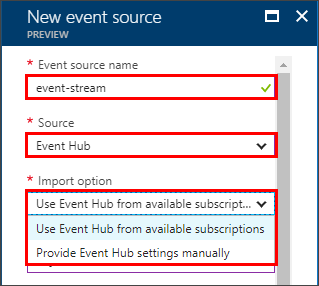 New event source
PREVIEW
* Event source name
event-stream
* Source
Event Hub
* Import option
Use Event Hub from available subscript...
Use Event Hub from available subscriptions
Provide Event Hub settings manually